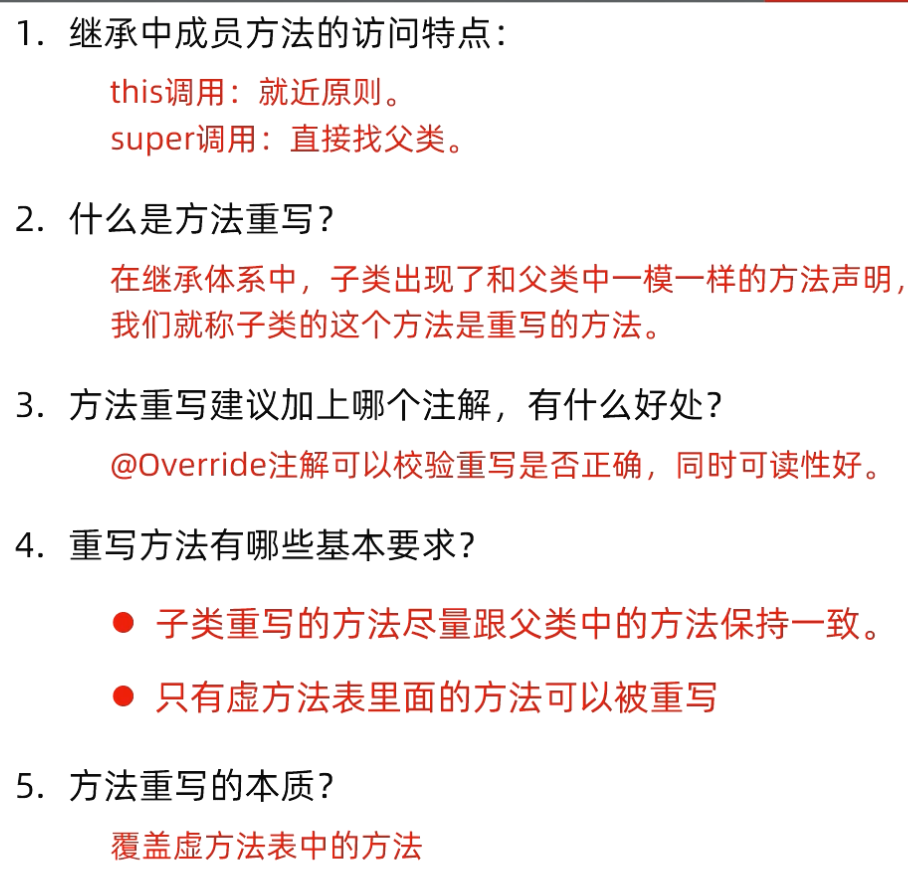 1. 继承中成员方法的访问特点：
this调用：就近原则。
super调用：直接找父类。
2. 什么是方法重写？
在继承体系中，子类出现了和父类中一模一样的方法声明，
我们就称子类的这个方法是重写的方法。
3. 方法重写建议加上哪个注解，有什么好处？
@Override注解可以校验重写是否正确，同时可读性好。
4. 重写方法有哪些基本要求？
● 子类重写的方法尽量跟父类中的方法保持一致。
● 只有虚方法表里面的方法可以被重写
5. 方法重写的本质？
覆盖虚方法表中的方法